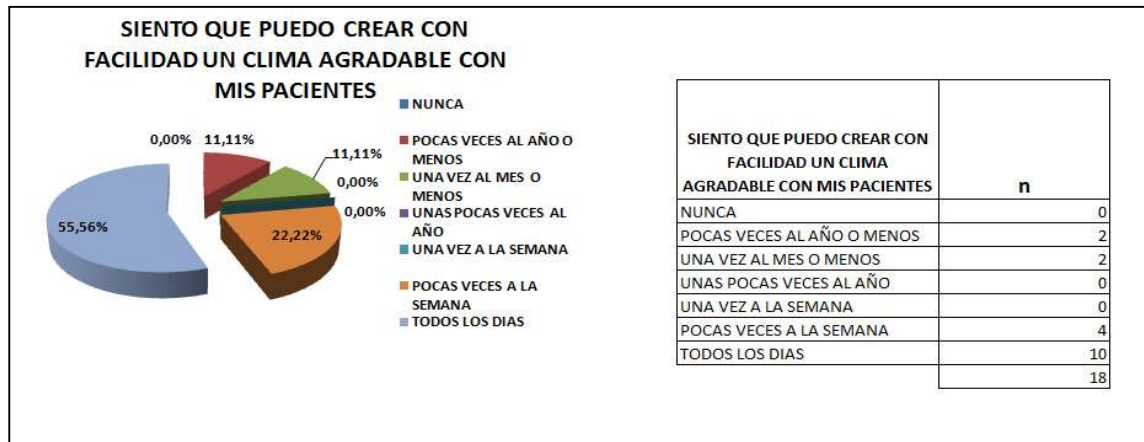 SIENTO QUE PUEDO CREAR CON
FACILIDAD UN CLIMA AGRADABLE CON
MIS PACIENTES
0,00%
11,11%
11,11%
0,00%
0,00%
22,22%
55,56%
NUNCA
POCAS VECES AL AÑO O
MENOS
UNA VEZ AL MES O
MENOS
UNAS POCAS VECES AL
AÑO
UNA VEZ A LA SEMANA
POCAS VECES A LA
SEMANA
TODOS LOS DIAS
SIENTO QUE PUEDO CREAR CON
FACILIDAD UN CLIMA
AGRADABLE CON MIS PACIENTES n
NUNCA 0
POCAS VECES AL AÑO O MENOS 2
UNA VEZ AL MES O MENOS 2
UNAS POCAS VECES AL AÑO 0
UNA VEZ A LA SEMANA 0
POCAS VECES A LA SEMANA 4
TODOS LOS DIAS 10
18